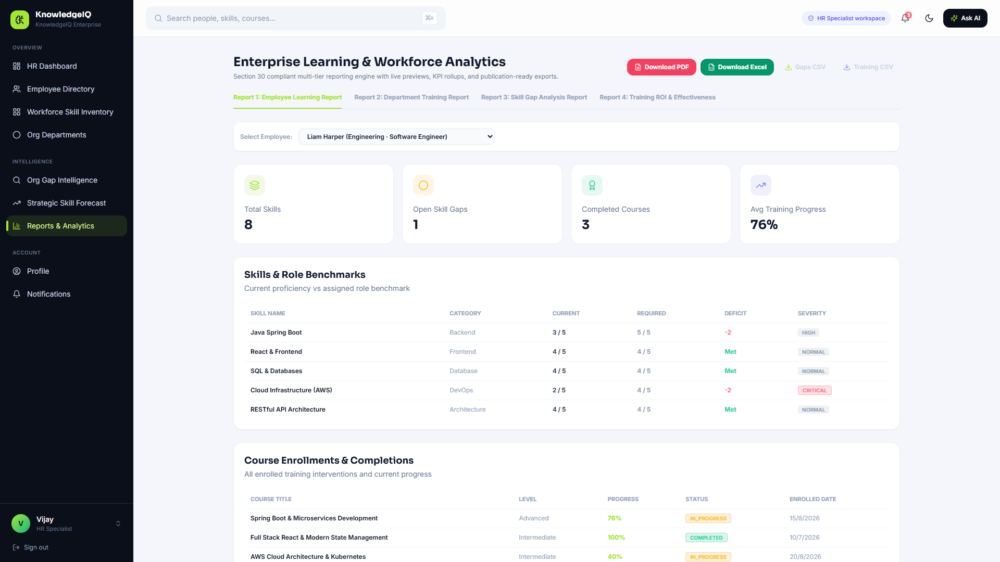 KnowledgeIQ
KnowledgeIQ Enterprise
OVERVIEW
HR Dashboard
Employee Directory
Workforce Skill Inventory
Org Departments
INTELLIGENCE
Org Gap Intelligence
Strategic Skill Forecast
Reports & Analytics
ACCOUNT
Profile
Notifications
V
Vijay
HR Specialist
Sign out
Search people, skills, courses...
⌘K
HR Specialist workspace
3
Ask AI
Enterprise Learning & Workforce Analytics
Section 30 compliant multi-tier reporting engine with live previews, KPI rollups, and publication-ready exports.
Download PDF
Download Excel
Gaps CSV
Training CSV
Report 1: Employee Learning Report
Report 2: Department Training Report
Report 3: Skill Gap Analysis Report
Report 4: Training ROI & Effectiveness
Select Employee:
Liam Harper (Engineering · Software Engineer)
Total Skills
8
Open Skill Gaps
1
Completed Courses
3
Avg Training Progress
76%
Skills & Role Benchmarks
Current proficiency vs assigned role benchmark
SKILL NAME CATEGORY CURRENT REQUIRED DEFICIT SEVERITY
Java Spring Boot Backend 3 / 5 5 / 5 -2 HIGH
React & Frontend Frontend 4 / 5 4 / 5 Met NORMAL
SQL & Databases Database 4 / 5 4 / 5 Met NORMAL
Cloud Infrastructure (AWS) DevOps 2 / 5 4 / 5 -2 CRITICAL
RESTful API Architecture Architecture 4 / 5 4 / 5 Met NORMAL
Course Enrollments & Completions
All enrolled training interventions and current progress
COURSE TITLE LEVEL PROGRESS STATUS ENROLLED DATE
Spring Boot & Microservices Development Advanced 76% IN_PROGRESS 15/8/2026
Full Stack React & Modern State Management Intermediate 100% COMPLETED 10/7/2026
AWS Cloud Architecture & Kubernetes Intermediate 40% IN_PROGRESS 20/8/2026